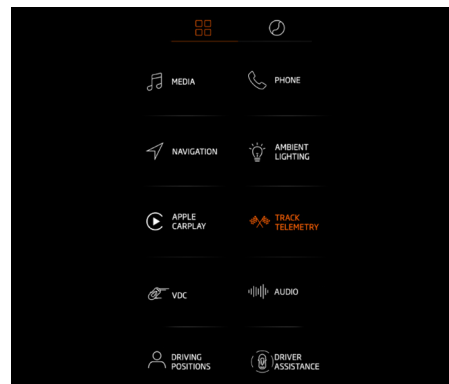 MEDIA
PHONE
NAVIGATION
AMBIENT
LIGHTING
APPLE
CARPLAY
TRACK
TELEMETRY
VDC
AUDIO
DRIVING
POSITIONS
DRIVER
ASSISTANCE